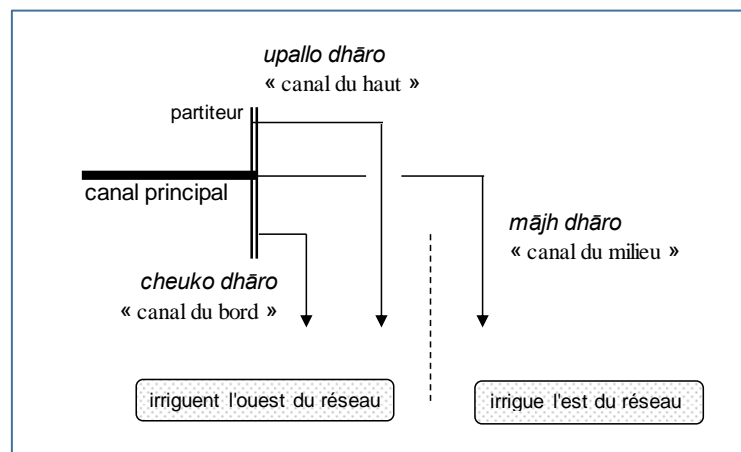 upallo dhāro
« canal du haut »
partiteur
canal principal
mājh dhāro
« canal du milieu »
cheuko dhāro
« canal du bord »
irriguent l'ouest du réseau
irrigue l'est du réseau